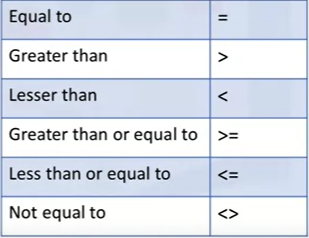 Equal to =
Greater than >
Lesser than <
Greater than or equal to >=
Less than or equal to <=
Not equal to <>